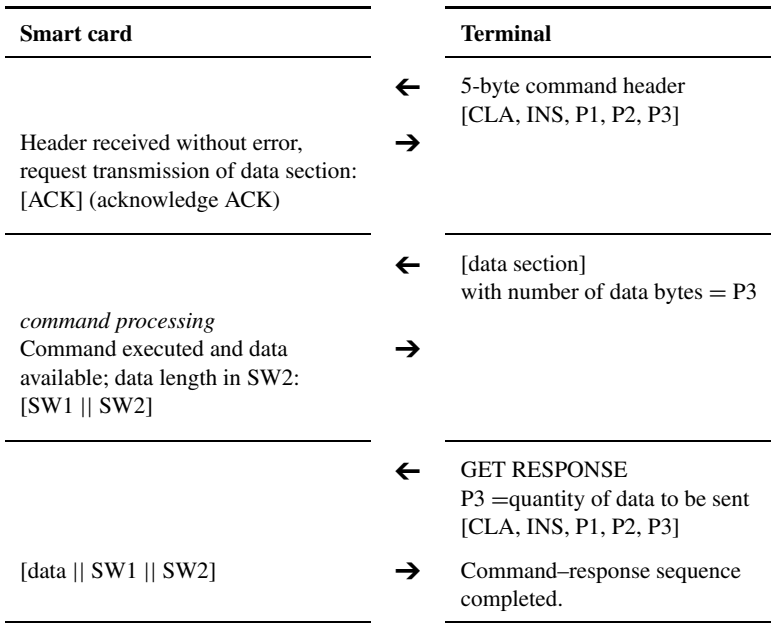 Smart card Terminal
← 5-byte command header
[CLA, INS, P1, P2, P3]
Header received without error, →
request transmission of data section:
[ACK] (acknowledge ACK)
← [data section]
with number of data bytes = P3
command processing
Command executed and data →
available; data length in SW2:
[SW1 || SW2]
← GET RESPONSE
P3 =quantity of data to be sent
[CLA, INS, P1, P2, P3]
[data || SW1 || SW2] → Command–response sequence
completed.